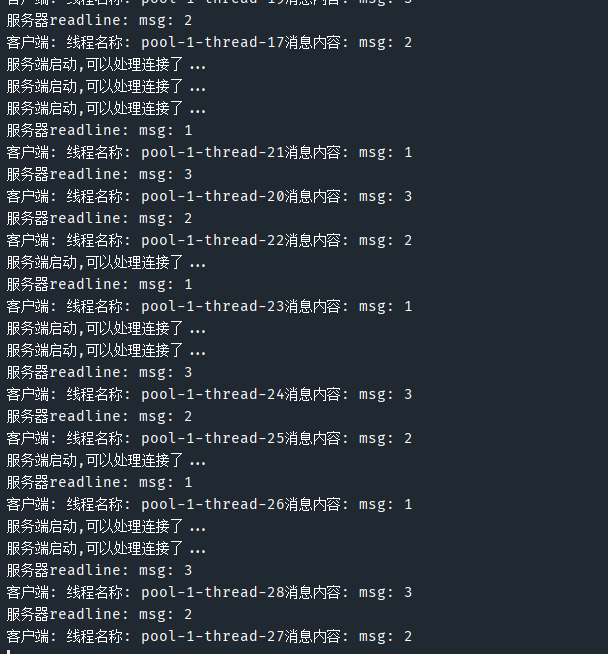 客户端: 线程名称: pool-1-thread-19消息内容: msg: 3
服务器readline: msg: 2
客户端: 线程名称: pool-1-thread-17消息内容: msg: 2
服务端启动,可以处理连接了...
服务端启动,可以处理连接了...
服务端启动,可以处理连接了...
服务器readline: msg: 1
客户端: 线程名称: pool-1-thread-21消息内容: msg: 1
服务器readline: msg: 3
客户端: 线程名称: pool-1-thread-20消息内容: msg: 3
服务器readline: msg: 2
客户端: 线程名称: pool-1-thread-22消息内容: msg: 2
服务端启动,可以处理连接了...
服务器readline: msg: 1
客户端: 线程名称: pool-1-thread-23消息内容: msg: 1
服务端启动,可以处理连接了...
服务端启动,可以处理连接了...
服务器readline: msg: 3
客户端: 线程名称: pool-1-thread-24消息内容: msg: 3
服务器readline: msg: 2
客户端: 线程名称: pool-1-thread-25消息内容: msg: 2
服务端启动,可以处理连接了...
服务器readline: msg: 1
客户端: 线程名称: pool-1-thread-26消息内容: msg: 1
服务端启动,可以处理连接了...
服务端启动,可以处理连接了...
服务器readline: msg: 3
客户端: 线程名称: pool-1-thread-28消息内容: msg: 3
服务器readline: msg: 2
客户端: 线程名称: pool-1-thread-27消息内容: msg: 2